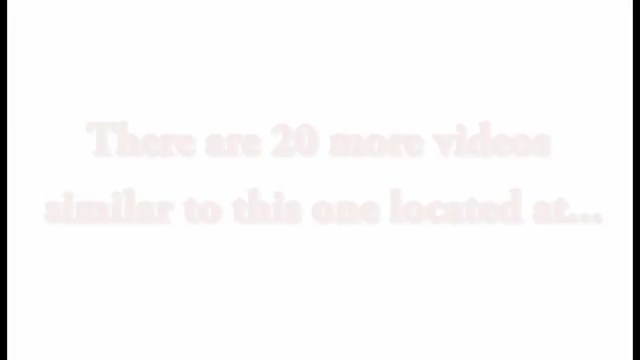 There are 20 more videos
similar to this one located at...